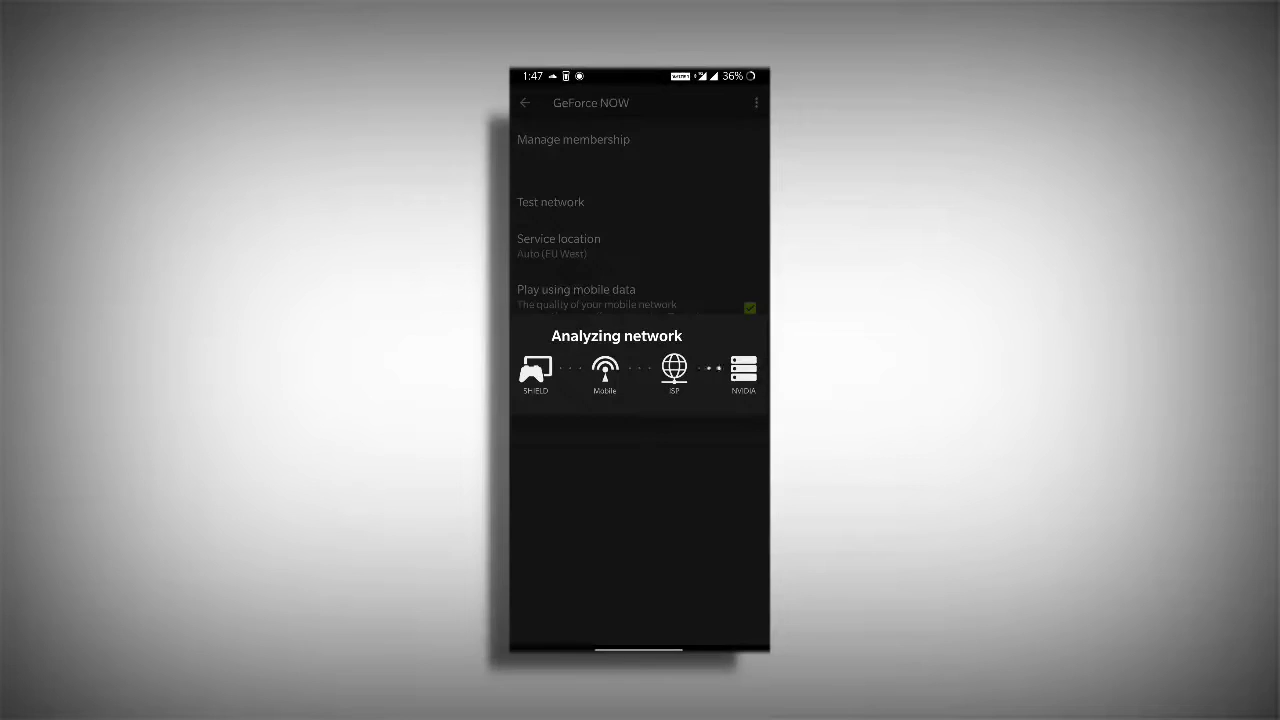 1:47 36%
GeForce NOW
Manage membership
Test network
Service location
Auto (EU West)
Play using mobile data
The quality of your mobile network
Analyzing network
SHIELD Mobile ISP NVIDIA